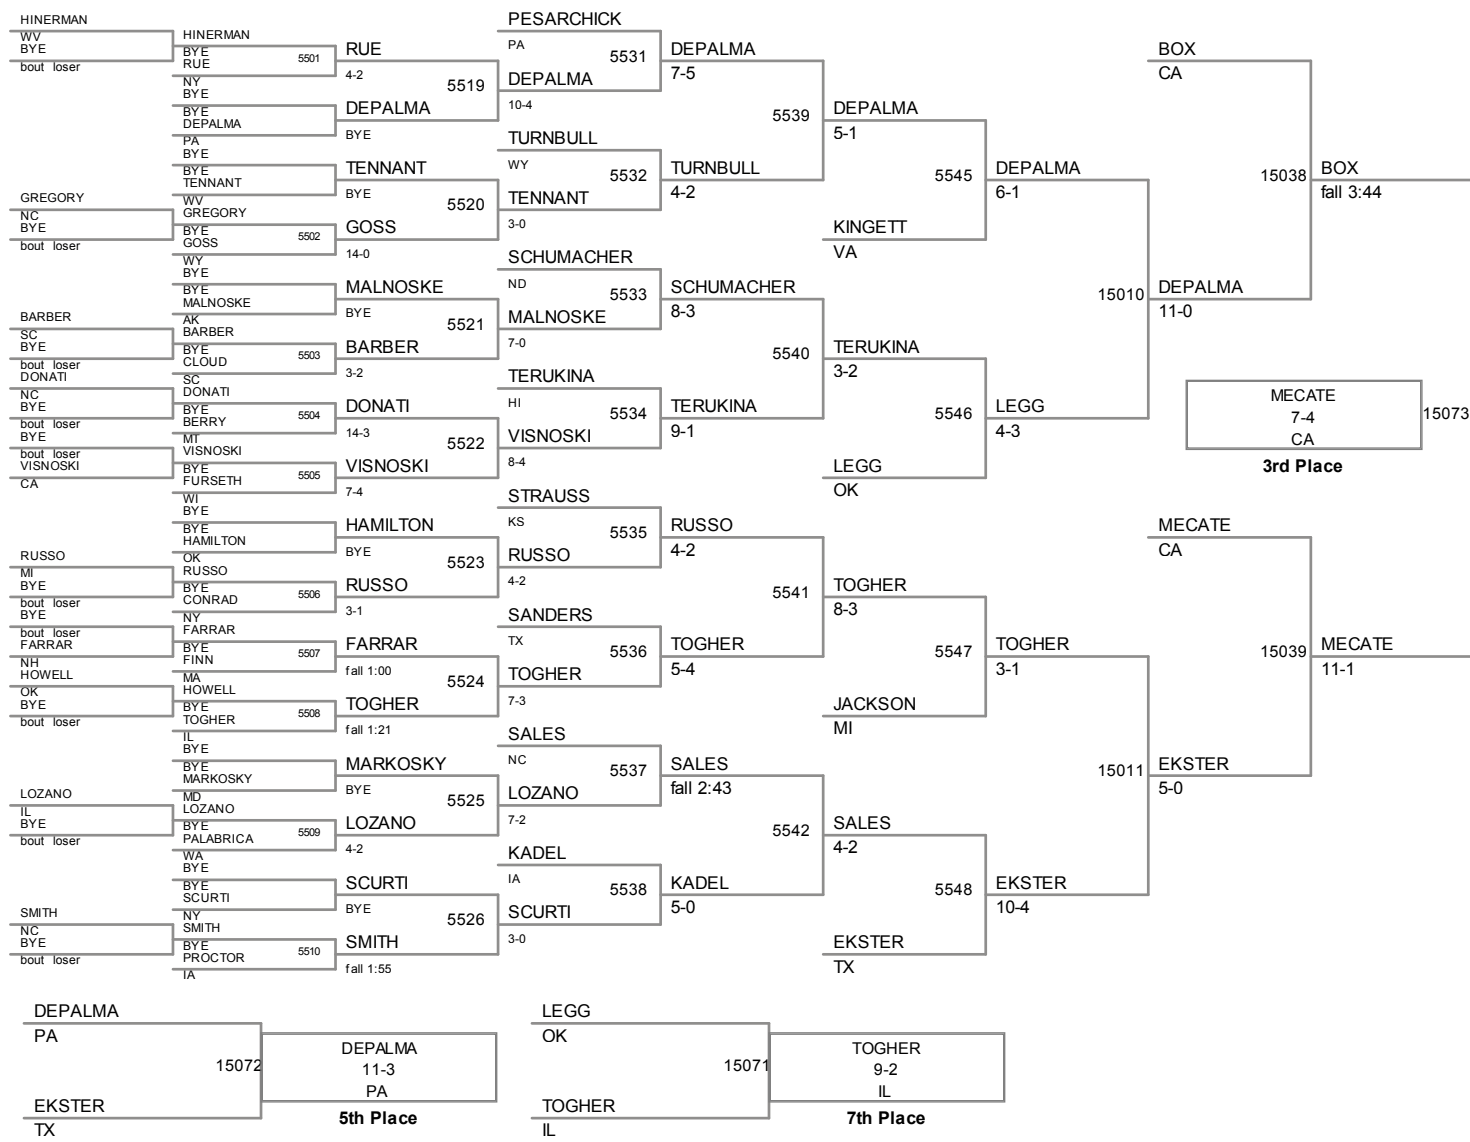 HINERMAN
WV
BYE
bout loser
GREGORY
NC
BYE
bout loser
BARBER
SC
BYE
bout loser
DONATI
NC
BYE
bout loser
BYE
bout loser
VISNOSKI
CA
RUSSO
MI
BYE
bout loser
BYE
bout loser
FARRAR
NH
HOWELL
OK
BYE
bout loser
LOZANO
IL
BYE
bout loser
SMITH
NC
BYE
bout loser
HINERMAN
BYE
RUE
5501
NY
BYE
BYE
DEPALMA
PA
BYE
BYE
TENNANT
WV
GREGORY
BYE
GOSS
5502
WY
BYE
BYE
MALNOSKE
AK
BARBER
BYE
CLOUD
5503
SC
DONATI
BYE
BERRY
5504
MT
VISNOSKI
BYE
FURSETH
5505
WI
BYE
BYE
HAMILTON
OK
RUSSO
BYE
CONRAD
5506
NY
FARRAR
BYE
FINN
5507
MA
HOWELL
BYE
TOGHER
5508
IL
BYE
BYE
MARKOSKY
MD
LOZANO
BYE
PALABRICA
5509
WA
BYE
BYE
SCURTI
NY
SMITH
BYE
PROCTOR
5510
IA
RUE
4-2
5519
DEPALMA
BYE
TENNANT
BYE
5520
GOSS
14-0
MALNOSKE
BYE
5521
BARBER
3-2
DONATI
14-3
5522
VISNOSKI
7-4
HAMILTON
BYE
5523
RUSSO
3-1
FARRAR
fall 1:00
5524
TOGHER
fall 1:21
MARKOSKY
BYE
5525
LOZANO
4-2
SCURTI
BYE
5526
SMITH
fall 1:55
PESARCHICK
PA
5531
DEPALMA
10-4
TURNBULL
WY
5532
TENNANT
3-0
SCHUMACHER
ND
5533
MALNOSKE
7-0
TERUKINA
HI
5534
VISNOSKI
8-4
STRAUSS
KS
5535
RUSSO
4-2
SANDERS
TX
5536
TOGHER
7-3
SALES
NC
5537
LOZANO
7-2
KADEL
IA
5538
SCURTI
3-0
DEPALMA
7-5
5539
TURNBULL
4-2
SCHUMACHER
8-3
5540
TERUKINA
9-1
RUSSO
4-2
5541
TOGHER
5-4
SALES
fall 2:43
5542
KADEL
5-0
DEPALMA
5-1
5545
KINGETT
VA
TERUKINA
3-2
5546
LEGG
OK
TOGHER
8-3
5547
JACKSON
MI
SALES
4-2
5548
EKSTER
TX
DEPALMA
6-1
15010
LEGG
4-3
TOGHER
3-1
15011
EKSTER
10-4
BOX
CA
15038
DEPALMA
11-0
MECATE
CA
15039
EKSTER
5-0
BOX
fall 3:44
MECATE
7-4
CA
15073
3rd Place
MECATE
11-1
DEPALMA
PA
15072
EKSTER
TX
DEPALMA
11-3
PA
5th Place
LEGG
OK
15071
TOGHER
IL
TOGHER
9-2
IL
7th Place